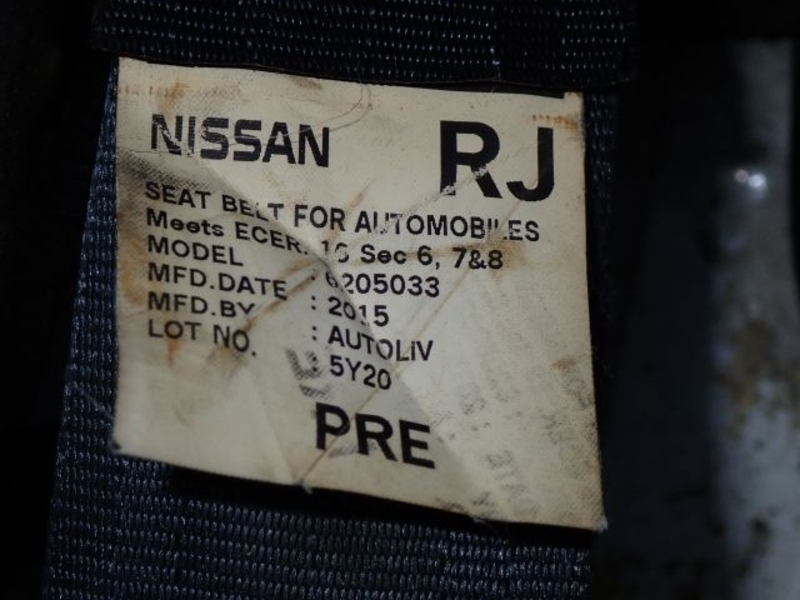 NISSAN RJ
SEAT BELT FOR AUTOMOBILES
Meets ECER. 16 Sec 6, 7&8
MODEL : 6205033
MFD.DATE : 2015
MFD.BY : AUTOLIV
LOT NO. : 5Y20
PRE